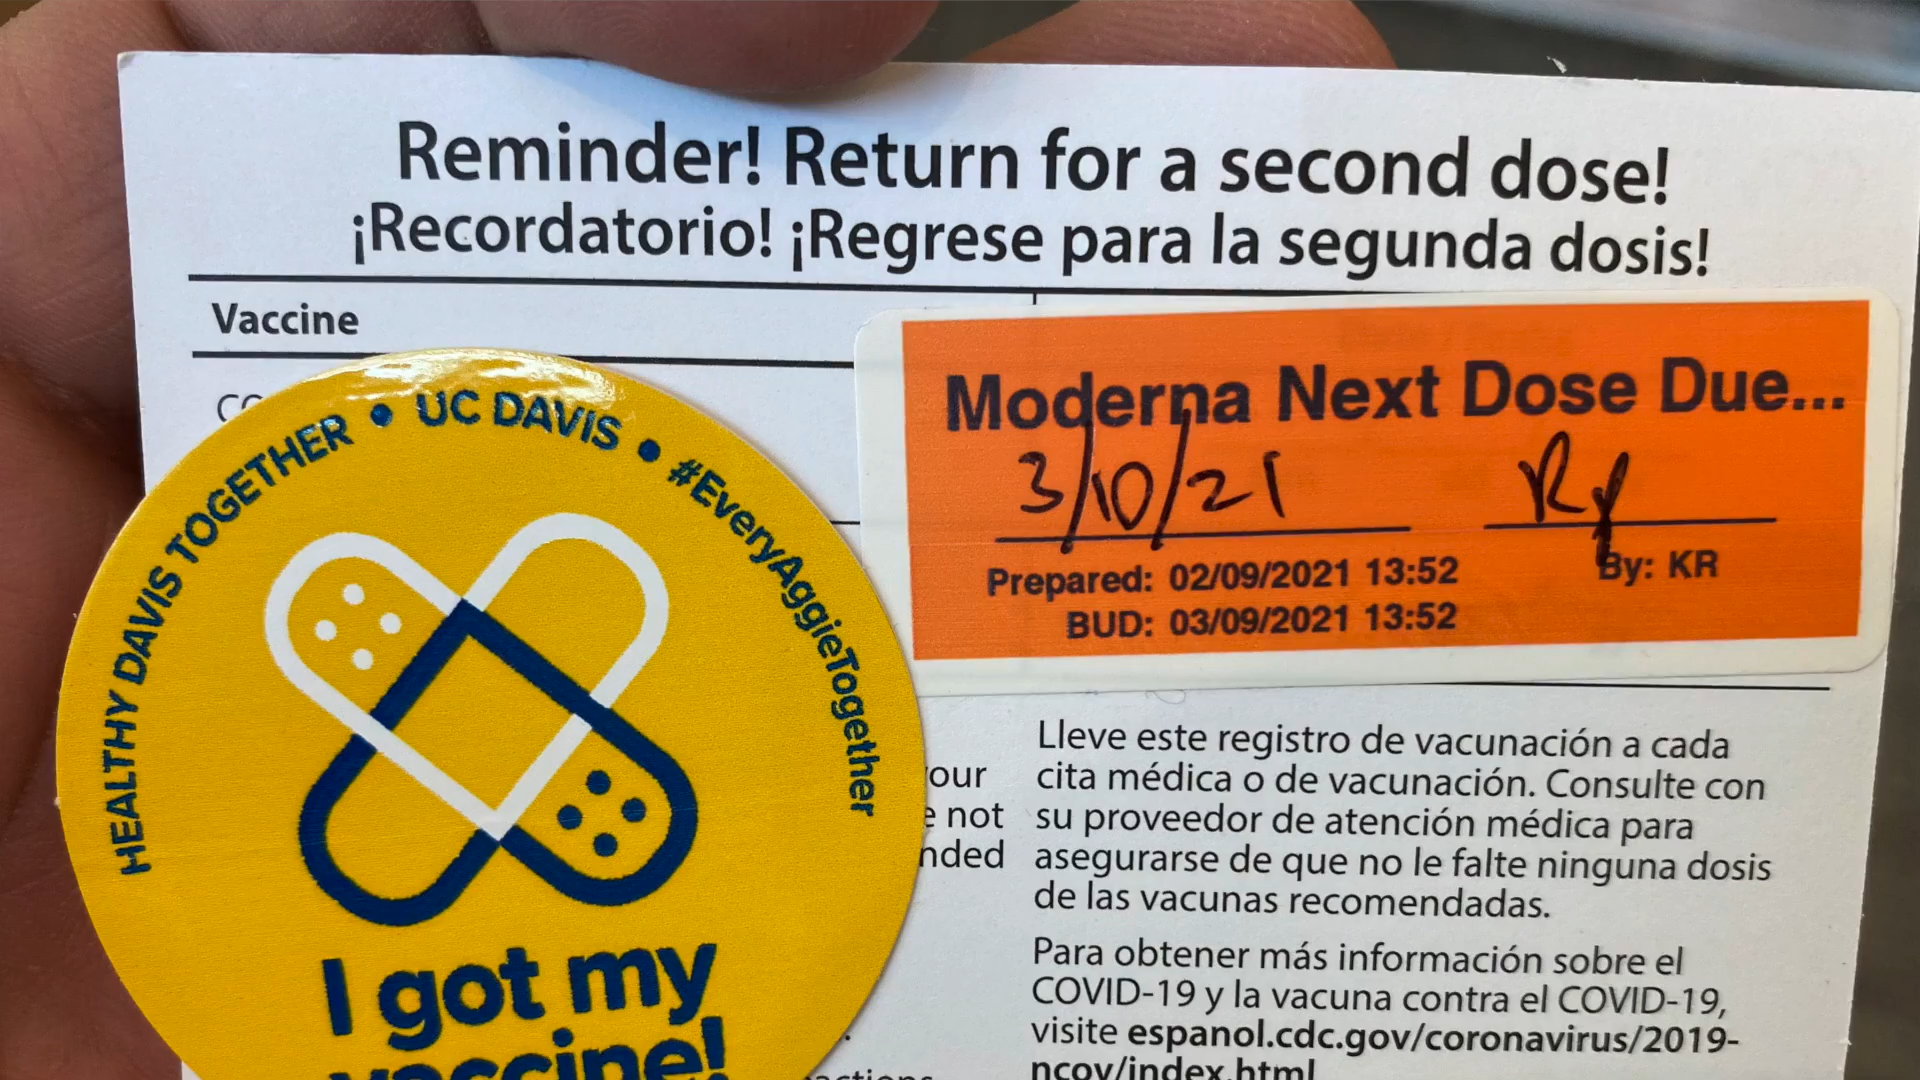 Reminder! Return for a second dose!
¡Recordatorio! ¡Regrese para la segunda dosis!
Vaccine
Moderna Next Dose Due...
3/10/21
Prepared: 02/09/2021 13:52
By: KR
BUD: 03/09/2021 13:52
HEALTHY DAVIS TOGETHER • UC DAVIS • #EveryAggieTogether
I got my
vaccine!
not
Lleve este registro de vacunación a cada
cita médica o de vacunación. Consulte con
su proveedor de atención médica para
asegurarse de que no le falte ninguna dosis
de las vacunas recomendadas.
Para obtener más información sobre el
COVID-19 y la vacuna contra el COVID-19,
visite espanol.cdc.gov/coronavirus/2019-
ncov/index.html